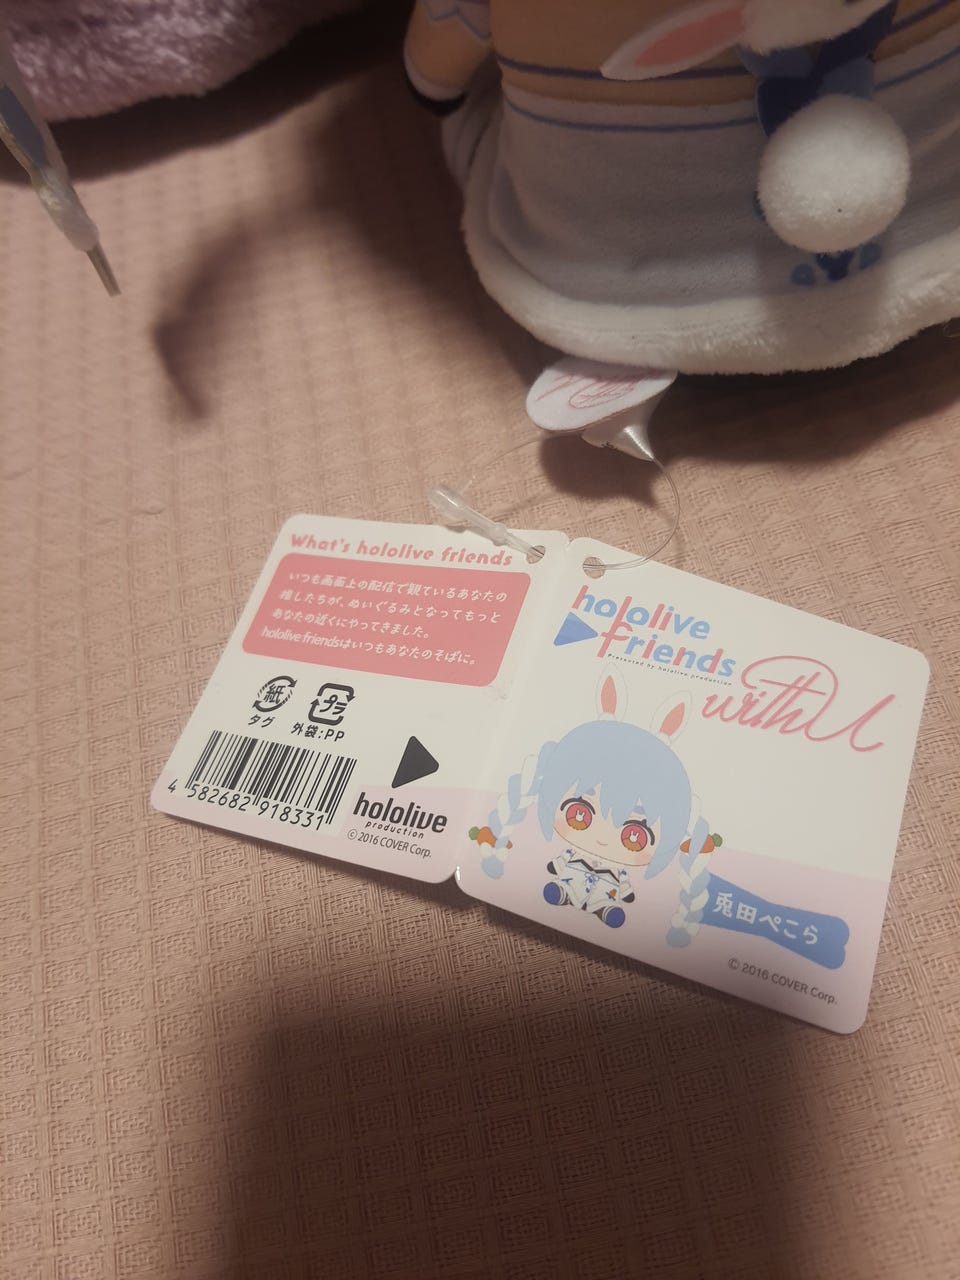 What's hololive friends
いつも画面上の配信で観ているあなたの
推したちが、ぬいぐるみとなってもっと
あなたの近くにやってきました。
hololive friendsはいつもあなたのそばに。
紙
タグ
プラ
外袋:PP
4 582682 918331
hololive
production
© 2016 COVER Corp.
hololive
friends
Presented by hololive production
with U
兎田ぺこら
© 2016 COVER Corp.